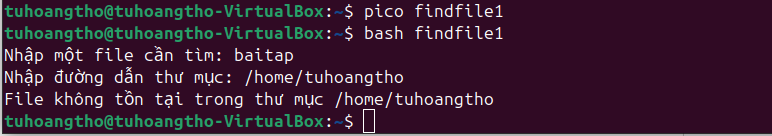 tuhoangtho@tuhoangtho-VirtualBox:~$ pico findfile1
tuhoangtho@tuhoangtho-VirtualBox:~$ bash findfile1
Nhập một file cần tìm: baitap
Nhập đường dẫn thư mục: /home/tuhoangtho
File không tồn tại trong thư mục /home/tuhoangtho
tuhoangtho@tuhoangtho-VirtualBox:~$